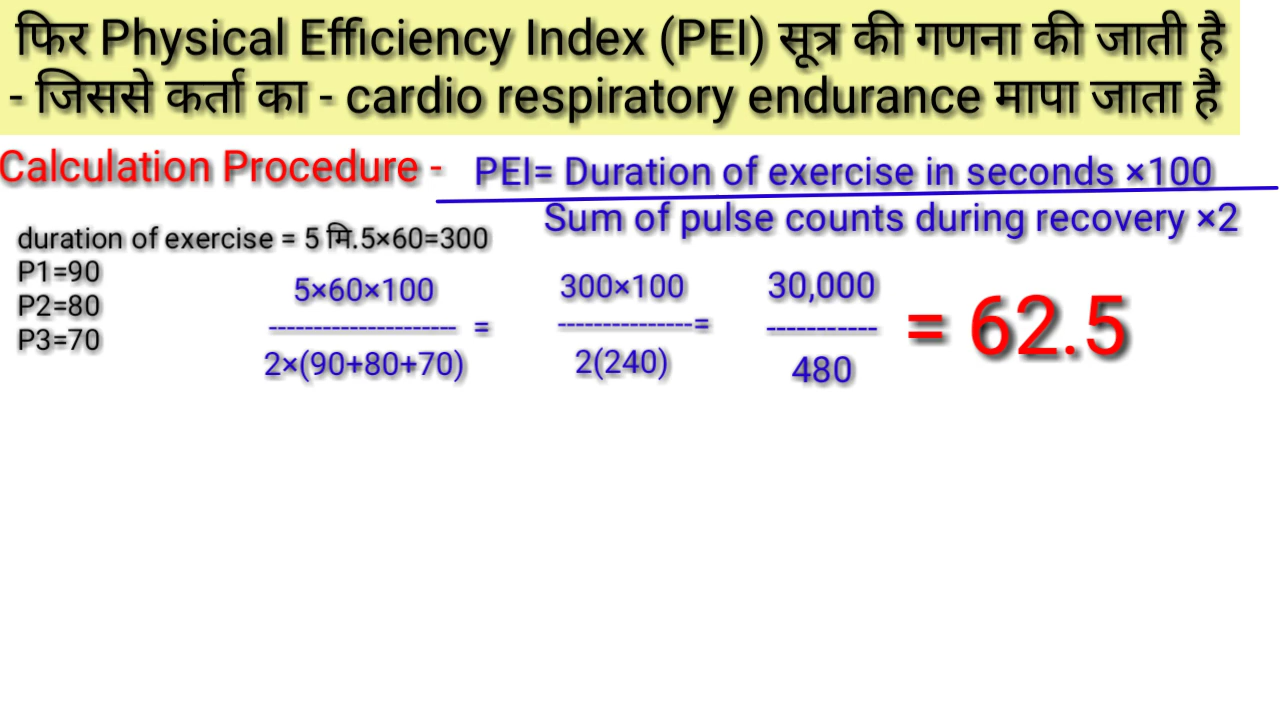 फिर Physical Efficiency Index (PEI) सूत्र की गणना की जाती है
- जिससे कर्ता का - cardio respiratory endurance मापा जाता है
Calculation Procedure - PEI= Duration of exercise in seconds ×100
Sum of pulse counts during recovery ×2
duration of exercise = 5 मि.5×60=300
P1=90
P2=80
P3=70
5×60×100 300×100 30,000
--------------------- = ---------------= ----------- = 62.5
2×(90+80+70) 2(240) 480